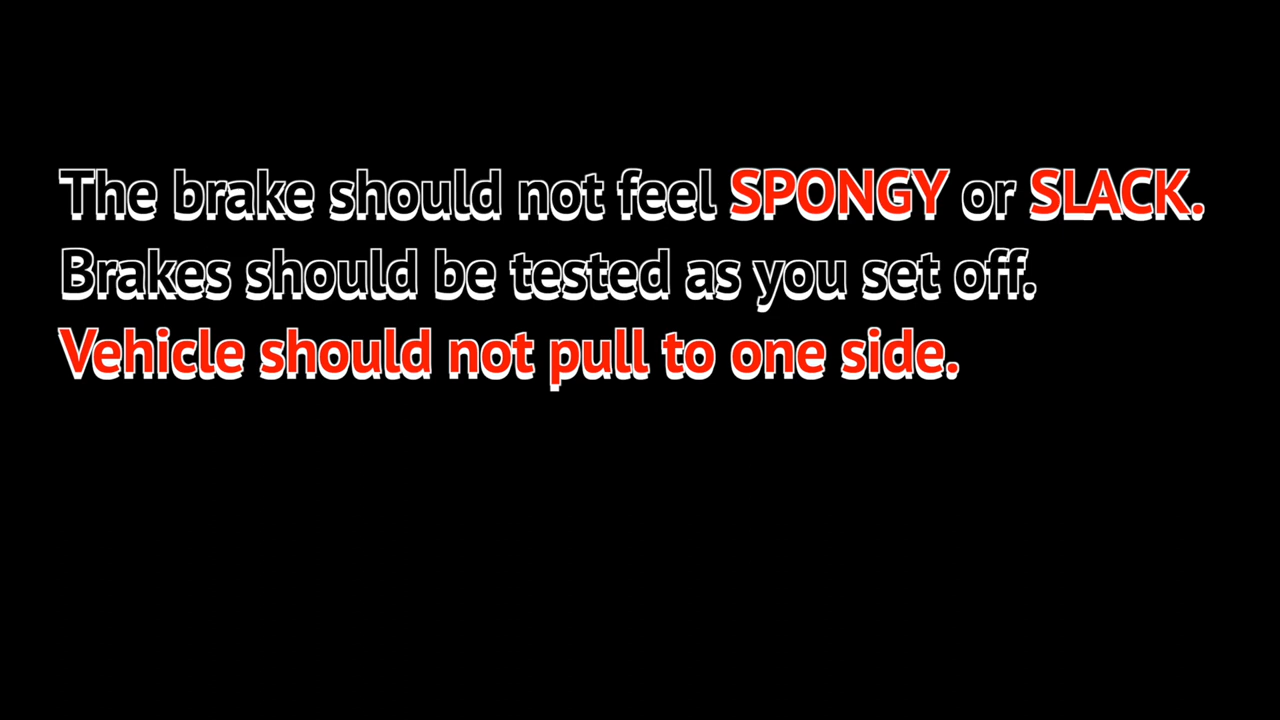 The brake should not feel SPONGY or SLACK.
Brakes should be tested as you set off.
Vehicle should not pull to one side.